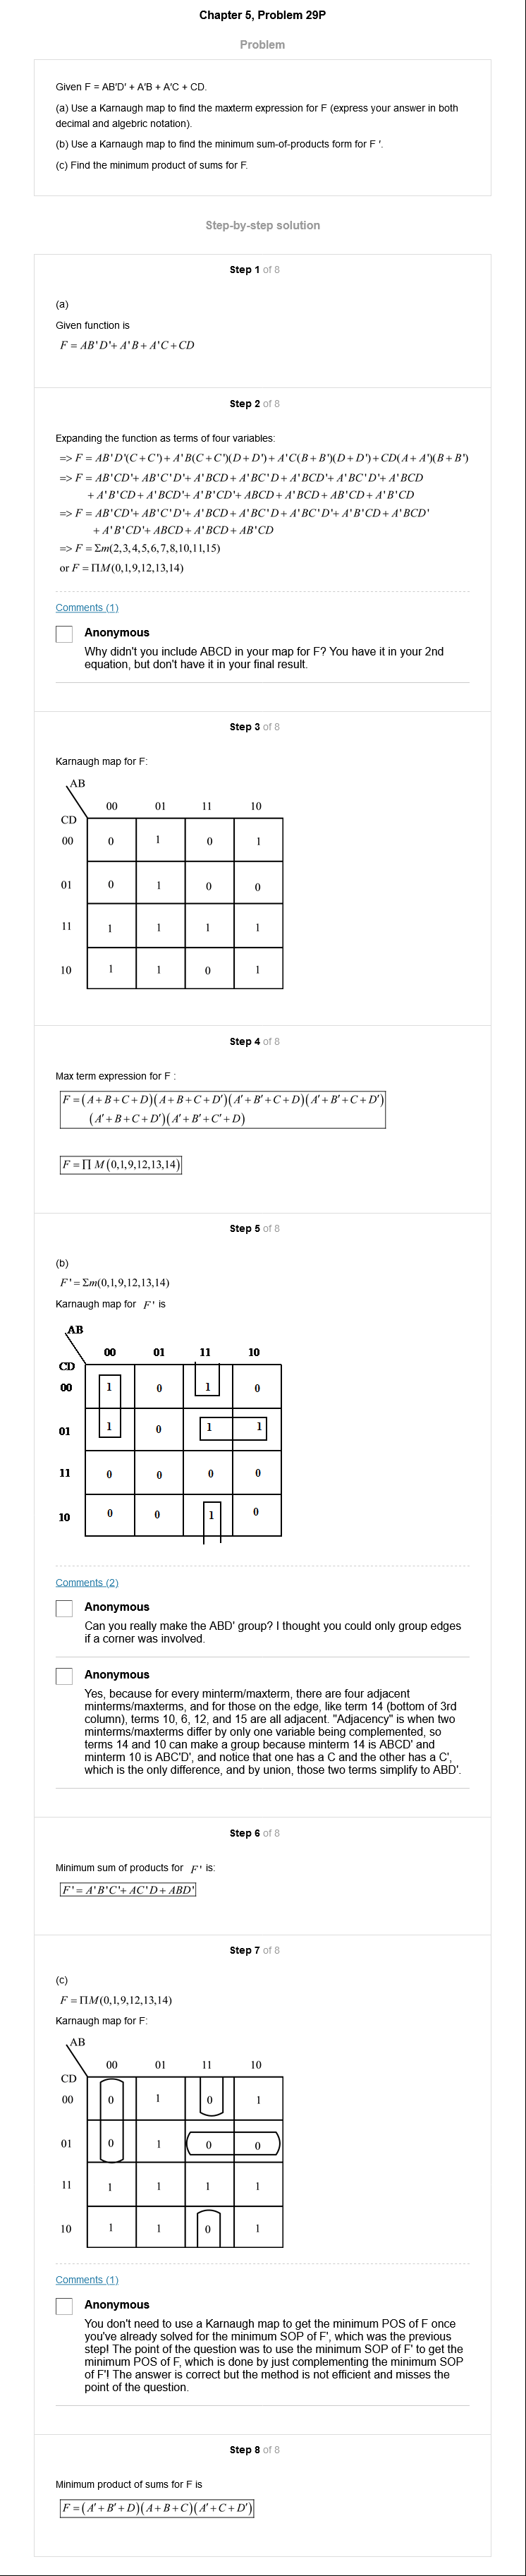 Chapter 5, Problem 29P
Problem
Given F = AB'D' + A'B + A'C + CD.
(a) Use a Karnaugh map to find the maxterm expression for F (express your answer in both
decimal and algebric notation).
(b) Use a Karnaugh map to find the minimum sum-of-products form for F '.
(c) Find the minimum product of sums for F.
Step-by-step solution
Step 1 of 8
(a)
Given function is
F = AB'D'+ A'B + A'C + CD
Step 2 of 8
Expanding the function as terms of four variables:
=> F = AB'D'(C+C')+ A'B(C+C')(D+D')+ A'C(B+B')(D+D')+CD(A+A')(B+B')
=> F = AB'CD'+ AB'C'D'+ A'BCD+ A'BC'D+ A'BCD'+ A'BC'D'+ A'BCD
+ A'B'CD+ A'BCD'+ A'B'CD'+ ABCD+ A'BCD+ AB'CD+ A'B'CD
=> F = AB'CD'+ AB'C'D'+ A'BCD+ A'BC'D+ A'BC'D'+ A'B'CD+ A'BCD'
+ A'B'CD'+ ABCD+ A'BCD+ AB'CD
=> F = Σm(2,3,4,5,6,7,8,10,11,15)
or F = ΠM(0,1,9,12,13,14)
Comments (1)
Anonymous
Why didn't you include ABCD in your map for F? You have it in your 2nd
equation, but don't have it in your final result.
Step 3 of 8
Karnaugh map for F:
AB
00 01 11 10
CD
00 0 1 0 1
01 0 1 0 0
11 1 1 1 1
10 1 1 0 1
Step 4 of 8
Max term expression for F :
F = (A+B+C+D)(A+B+C+D')(A'+B'+C+D)(A'+B'+C+D')
(A'+B+C+D')(A'+B'+C'+D)
F = ∏ M (0,1,9,12,13,14)
Step 5 of 8
(b)
F' = Σm(0,1,9,12,13,14)
Karnaugh map for F' is
AB
00 01 11 10
CD
00 1 0 1 0
01 1 0 1 1
11 0 0 0 0
10 0 0 1 0
Comments (2)
Anonymous
Can you really make the ABD' group? I thought you could only group edges
if a corner was involved.
Anonymous
Yes, because for every minterm/maxterm, there are four adjacent
minterms/maxterms, and for those on the edge, like term 14 (bottom of 3rd
column), terms 10, 6, 12, and 15 are all adjacent. "Adjacency" is when two
minterms/maxterms differ by only one variable being complemented, so
terms 14 and 10 can make a group because minterm 14 is ABCD' and
minterm 10 is ABC'D', and notice that one has a C and the other has a C',
which is the only difference, and by union, those two terms simplify to ABD'.
Step 6 of 8
Minimum sum of products for F' is:
F' = A'B'C'+ AC'D+ ABD'
Step 7 of 8
(c)
F = ΠM(0,1,9,12,13,14)
Karnaugh map for F:
AB
00 01 11 10
CD
00 0 1 0 1
01 0 1 0 0
11 1 1 1 1
10 1 1 0 1
Comments (1)
Anonymous
You don't need to use a Karnaugh map to get the minimum POS of F once
you've already solved for the minimum SOP of F', which was the previous
step! The point of the question was to use the minimum SOP of F' to get the
minimum POS of F, which is done by just complementing the minimum SOP
of F'! The answer is correct but the method is not efficient and misses the
point of the question.
Step 8 of 8
Minimum product of sums for F is
F = (A'+B'+D)(A+B+C)(A'+C+D')